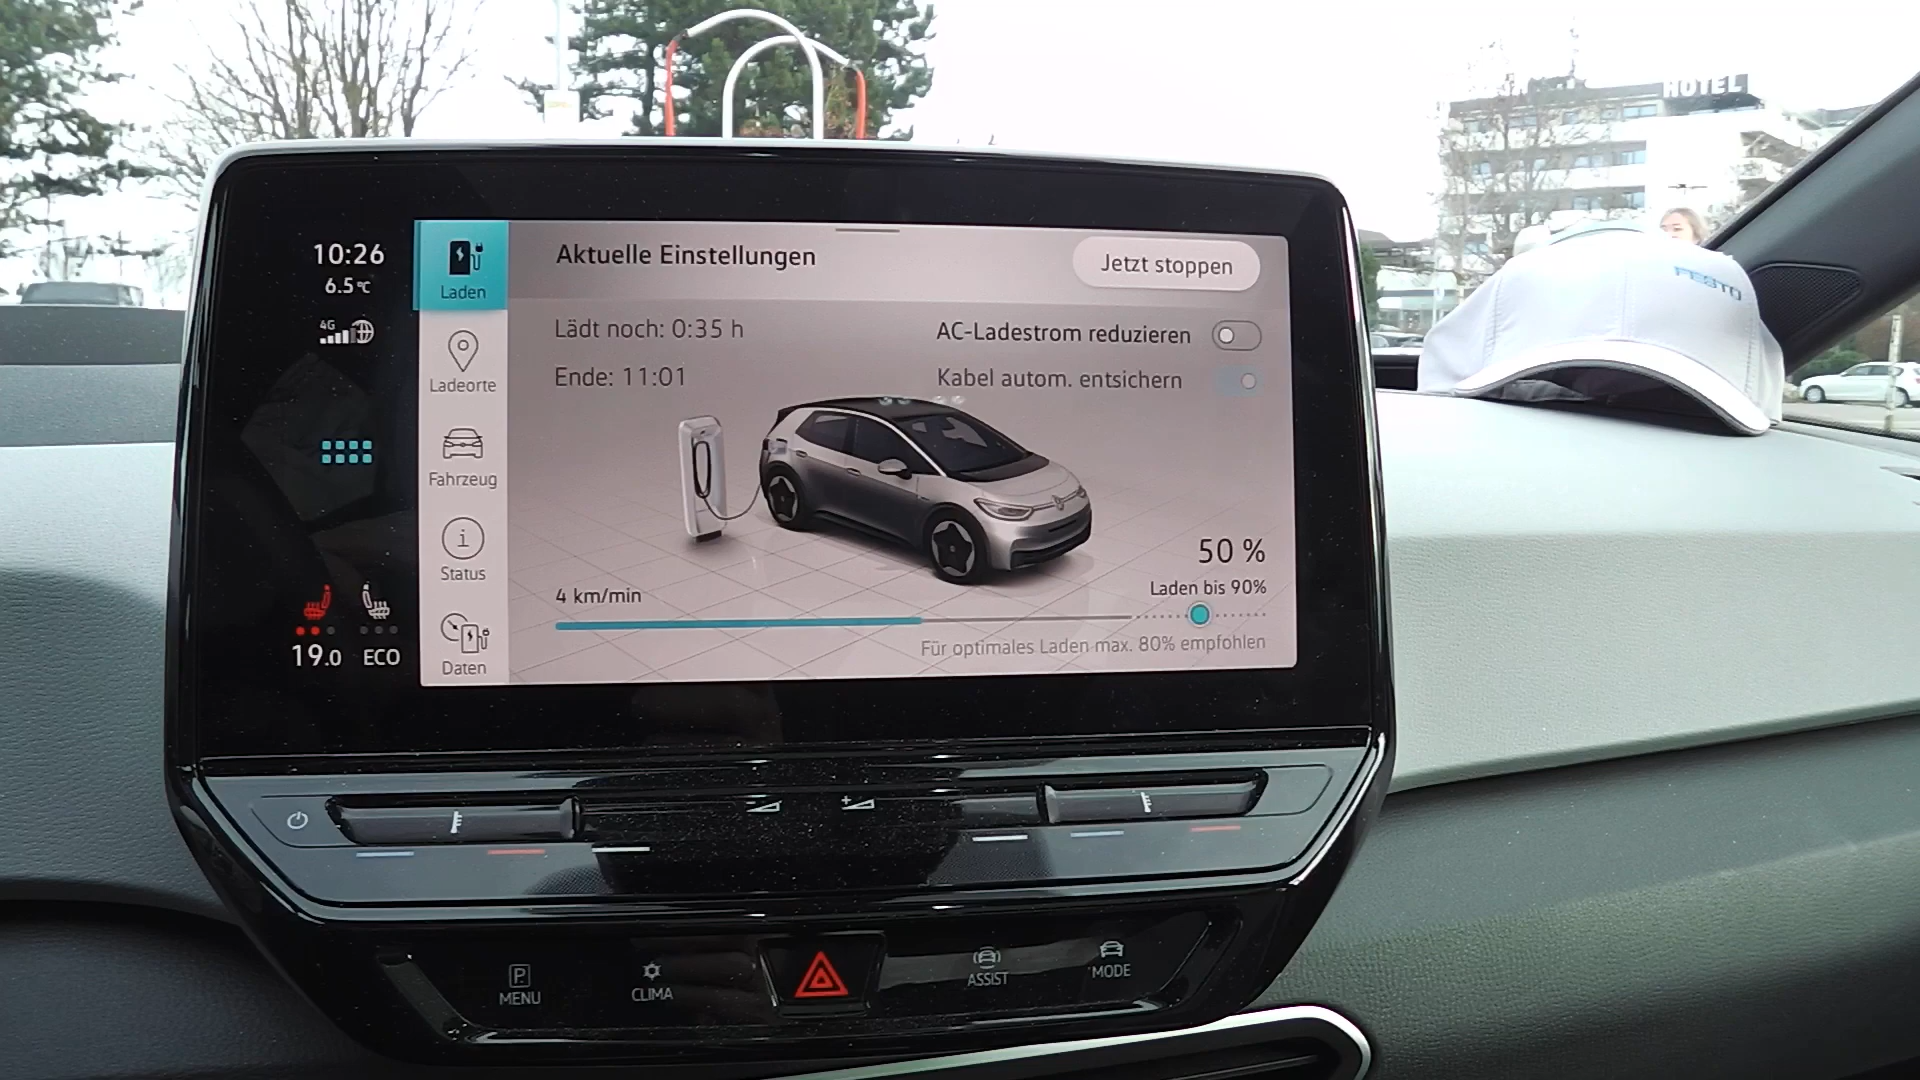 HOTEL
FESTO
10:26
6.5°C
4G
Laden
Ladeorte
Fahrzeug
Status
Daten
Aktuelle Einstellungen
Jetzt stoppen
Lädt noch: 0:35 h
AC-Ladestrom reduzieren
Ende: 11:01
Kabel autom. entsichern
50 %
4 km/min
Laden bis 90%
Für optimales Laden max. 80% empfohlen
19.0
ECO
P
MENU
CLIMA
ASSIST
MODE